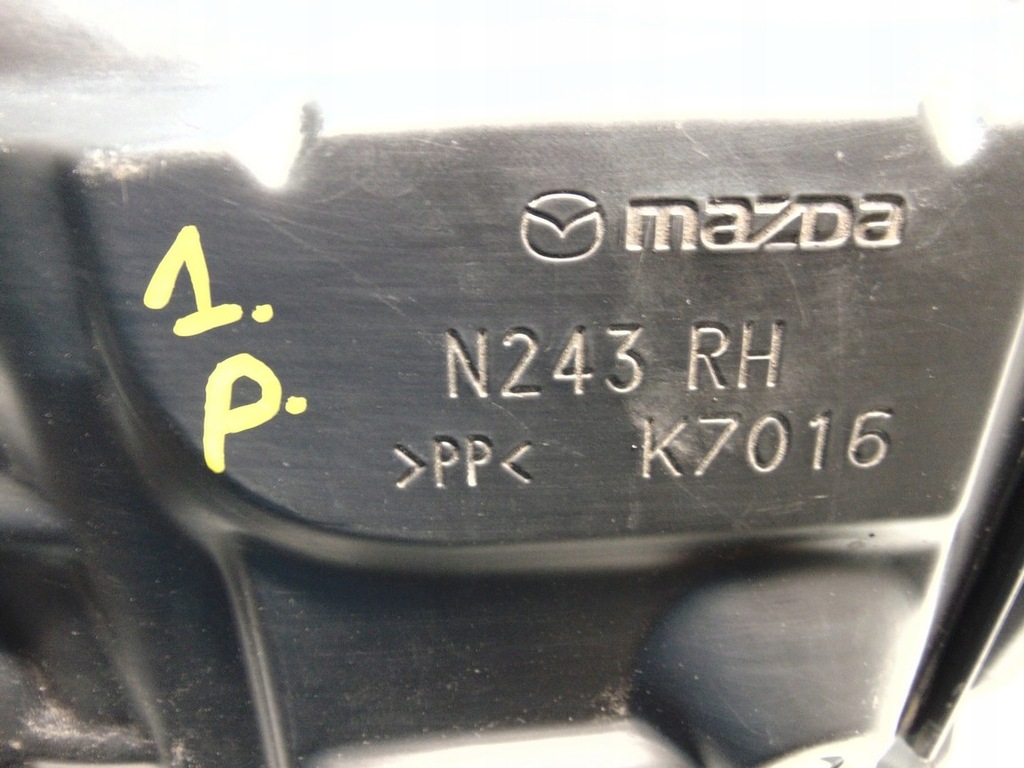 mazda
1.
P.
N243 RH
>PP< K7016